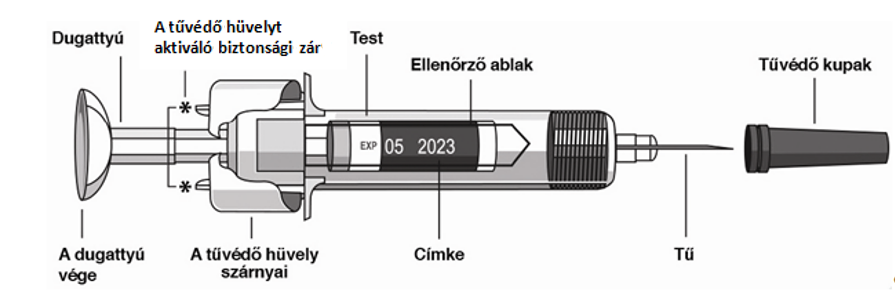 Dugattyú
A tűvédő hüvelyt
aktiváló biztonsági zár
Test
Ellenőrző ablak
Tűvédő kupak
*
EXP 05 2023
*
A dugattyú
vége
A tűvédő hüvely
szárnyai
Címke
Tű